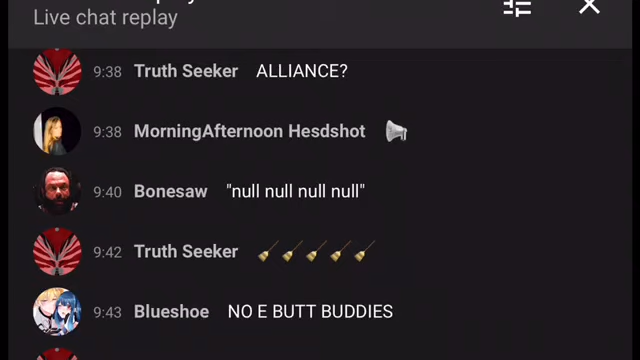 Live chat replay
9:38 Truth Seeker ALLIANCE?
9:38 MorningAfternoon Hesdshot 📢
9:40 Bonesaw "null null null null"
9:42 Truth Seeker 🧹🧹🧹🧹🧹
9:43 Blueshoe NO E BUTT BUDDIES